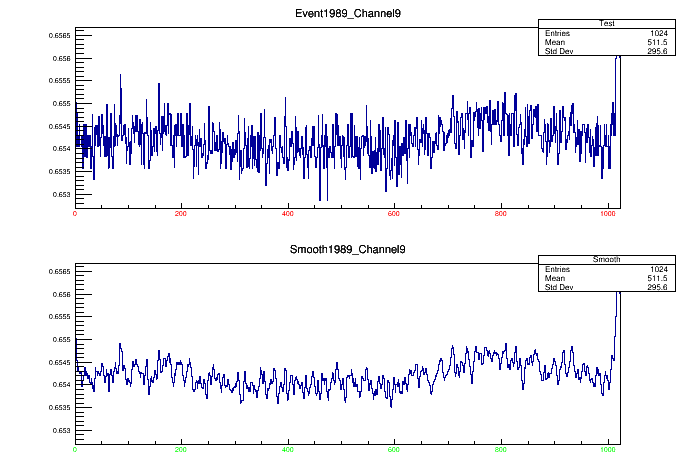 Event1989_Channel9
Test
Entries 1024
Mean 511.5
Std Dev 295.6
0.6565
0.656
0.6555
0.655
0.6545
0.654
0.6535
0.653
0 200 400 600 800 1000
Smooth1989_Channel9
Smooth
Entries 1024
Mean 511.5
Std Dev 295.6
0.6565
0.656
0.6555
0.655
0.6545
0.654
0.6535
0.653
0 200 400 600 800 1000